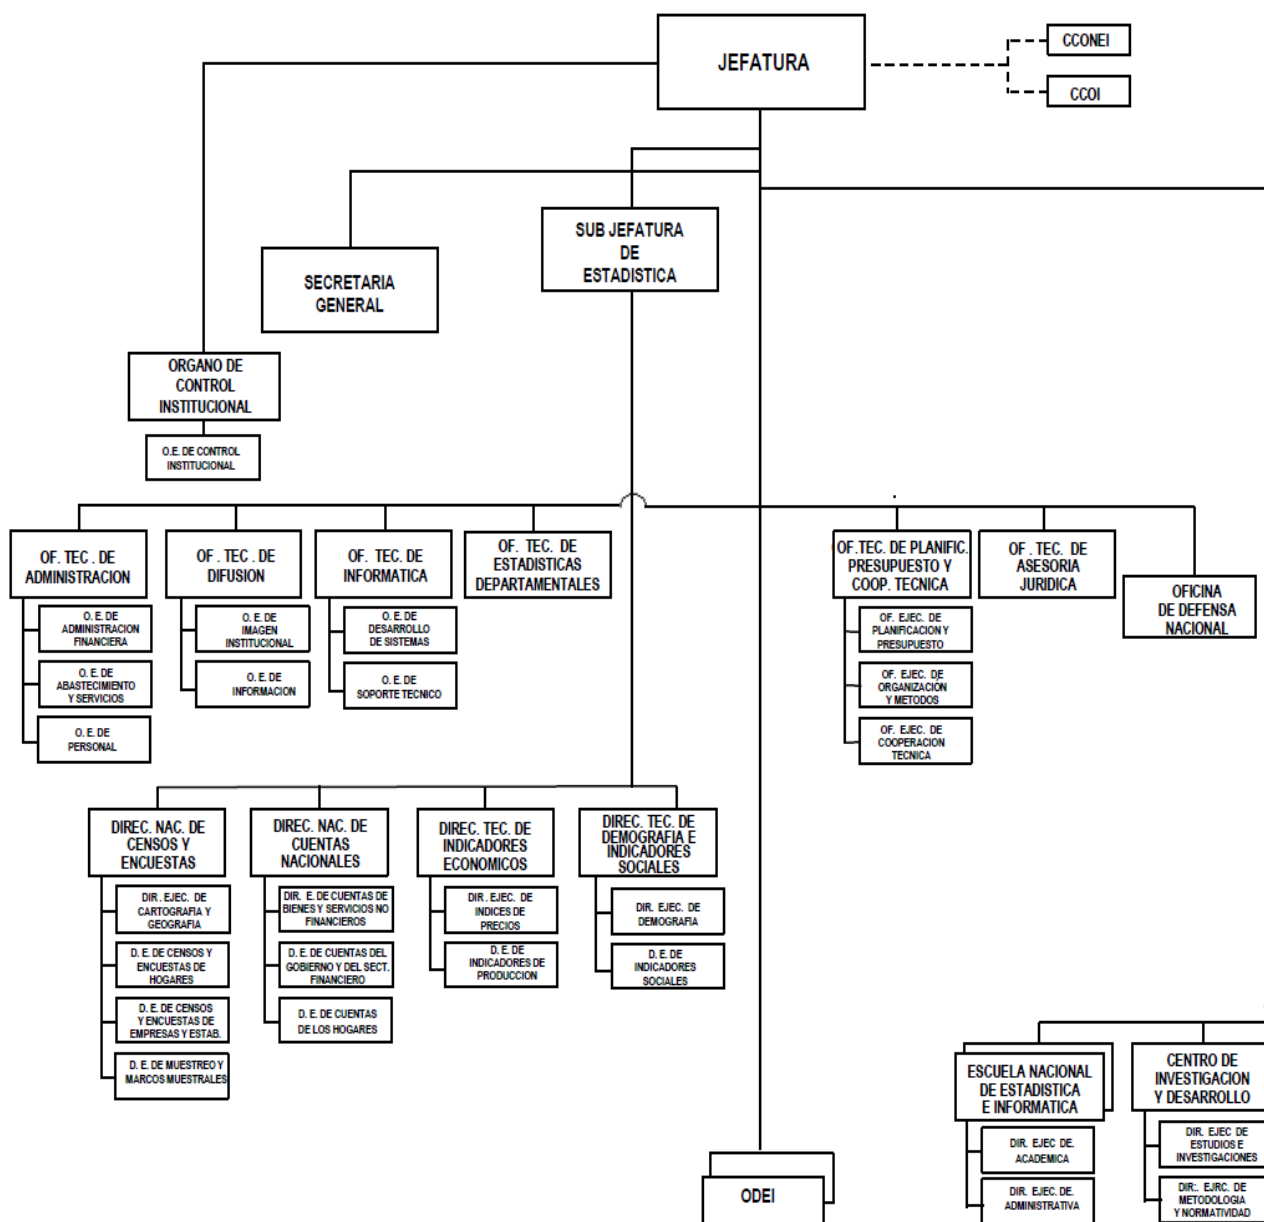 JEFATURA
CCONEI
CCOI
SUB JEFATURA
DE
ESTADISTICA
SECRETARIA
GENERAL
ORGANO DE
CONTROL
INSTITUCIONAL
O.E. DE CONTROL
INSTITUCIONAL
OF. TEC . DE
ADMINISTRACION
O. E. DE
ADMINISTRACION
FINANCIERA
O. E. DE
ABASTECIMIENTO
Y SERVICIOS
O. E. DE
PERSONAL
OF . TEC . DE
DIFUSION
O. E. DE
IMAGEN
INSTITUCIONAL
O. E. DE
INFORMACION
OF. TEC. DE
INFORMATICA
O. E. DE
DESARROLLO
DE SISTEMAS
O. E. DE
SOPORTE TECNICO
OF. TEC. DE
ESTADISTICAS
DEPARTAMENTALES
OF.TEC. DE PLANIFIC.
PRESUPUESTO Y
COOP. TECNICA
OF. EJEC. DE
PLANIFICACION Y
PRESUPUESTO
OF. EJEC. DE
ORGANIZACIÓN
Y METODOS
OF. EJEC. DE
COOPERACION
TECNICA
OF . TEC. DE
ASESORIA
JURIDICA
OFICINA
DE DEFENSA
NACIONAL
DIREC. NAC. DE
CENSOS Y
ENCUESTAS
DIR. EJEC. DE
CARTOGRAFIA Y
GEOGRAFIA
D. E. DE CENSOS Y
ENCUESTAS DE
HOGARES
D. E. DE CENSOS
Y ENCUESTAS DE
EMPRESAS Y ESTAB.
D. E. DE MUESTREO Y
MARCOS MUESTRALES
DIREC. NAC. DE
CUENTAS
NACIONALES
DIR. E. DE CUENTAS DE
BIENES Y SERVICIOS NO
FINANCIEROS
D. E. DE CUENTAS DEL
GOBIERNO Y DEL SECT.
FINANCIERO
D. E. DE CUENTAS
DE LOS HOGARES
DIREC. TEC. DE
INDICADORES
ECONOMICOS
DIR . EJEC. DE
INDICES DE
PRECIOS
D. E. DE
INDICADORES DE
PRODUCCION
DIREC. TEC. DE
DEMOGRAFIA E
INDICADORES
SOCIALES
DIR. EJEC. DE
DEMOGRAFIA
D. E. DE
INDICADORES
SOCIALES
ODEI
ESCUELA NACIONAL
DE ESTADISTICA
E INFORMATICA
DIR. EJEC DE.
ACADEMICA
DIR. EJEC. DE.
ADMINISTRATIVA
CENTRO DE
INVESTIGACION
Y DESARROLLO
DIR. EJEC DE
ESTUDIOS E
INVESTIGACIONES
DIR:. EJRC. DE
METODOLOGIA
Y NORMATIVIDAD